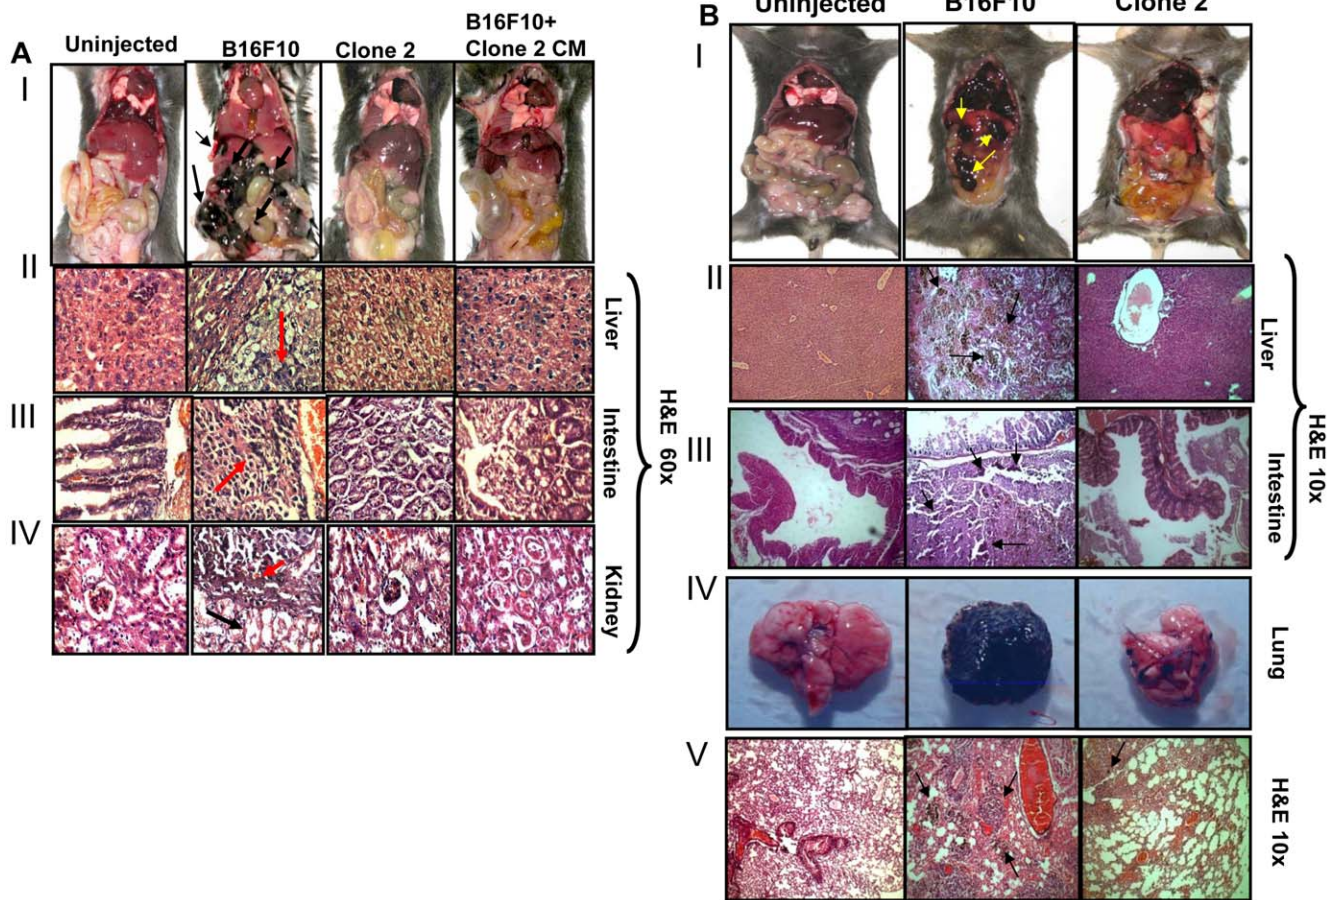 A
Uninjected
B16F10
Clone 2
B16F10+
Clone 2 CM
I
II
Liver
III
Intestine
IV
Kidney
H&E 60x
B
Uninjected
B16F10
Clone 2
I
II
Liver
III
Intestine
H&E 10x
IV
Lung
V
H&E 10x